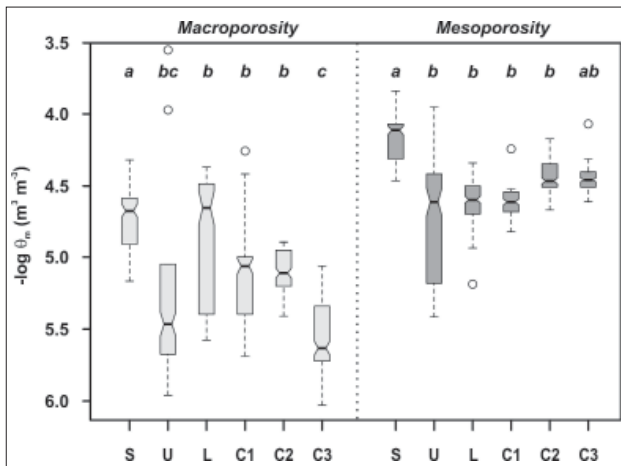 Macroporosity
Mesoporosity
a bc b b b c
a b b b b ab
3.5
4.0
4.5
5.0
5.5
6.0
-log θm (m³ m⁻³)
S U L C1 C2 C3
S U L C1 C2 C3